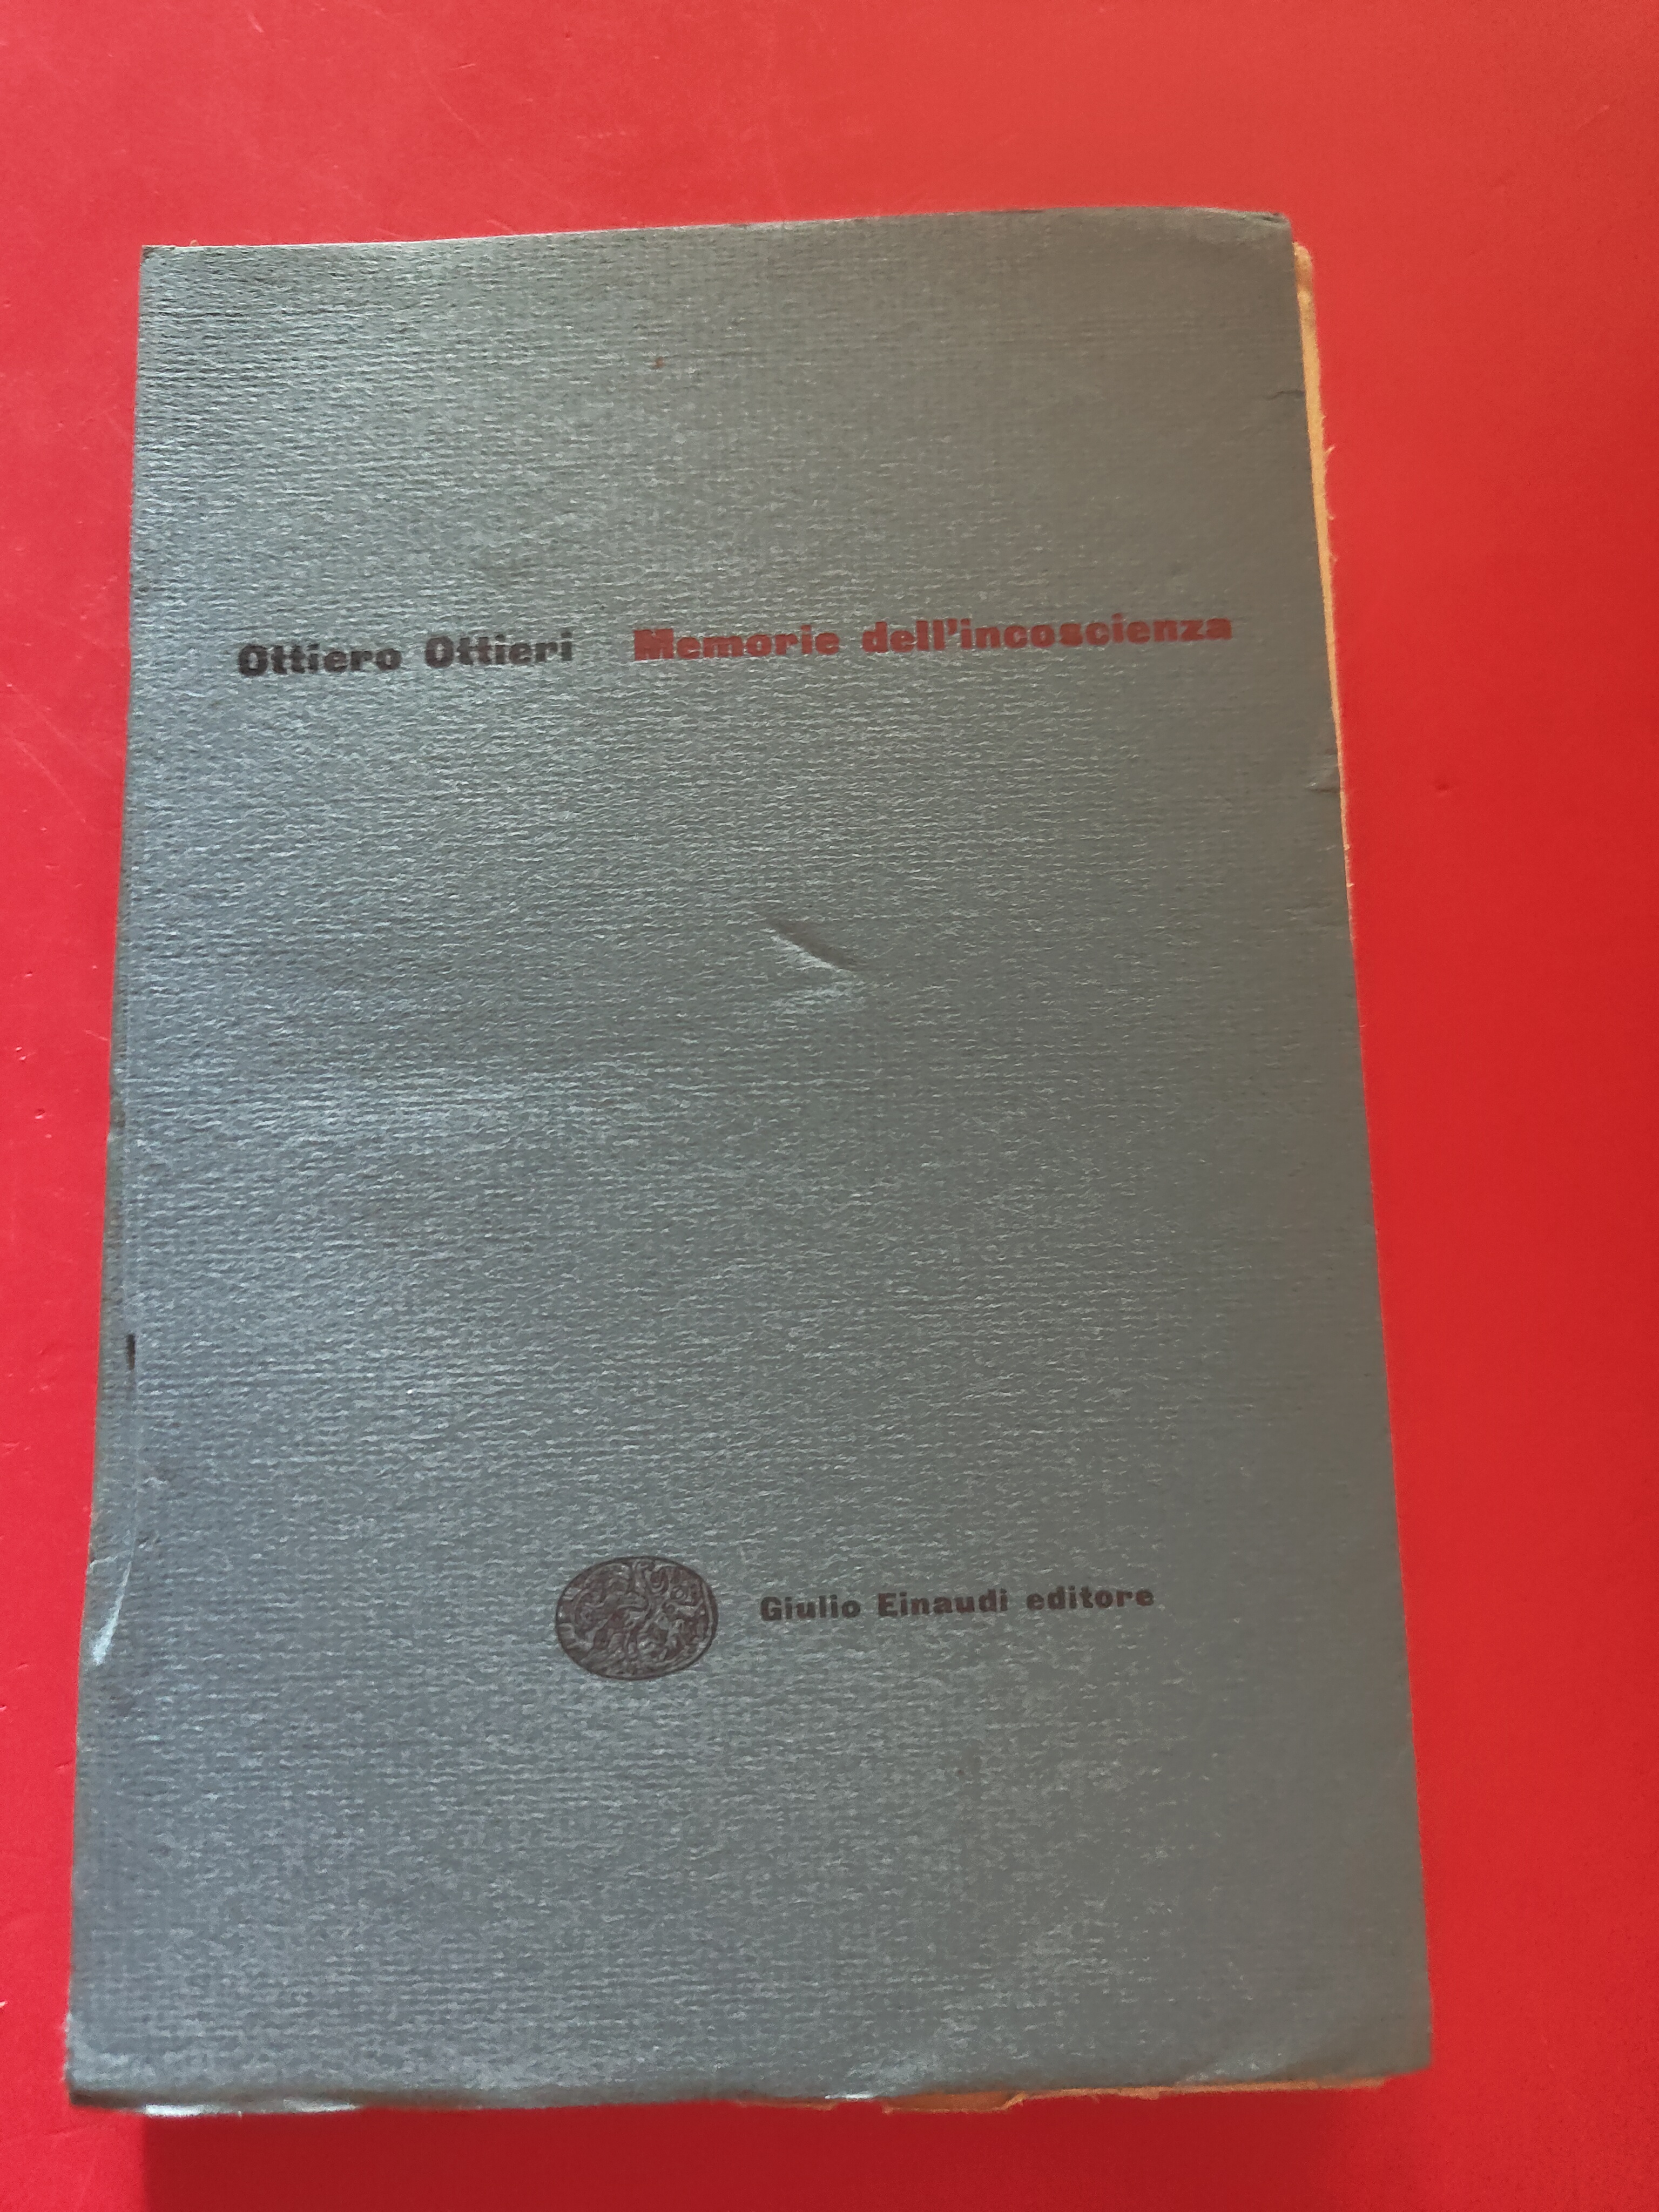 Ottiero Ottieri Memorie dell'incoscienza
Giulio Einaudi editore